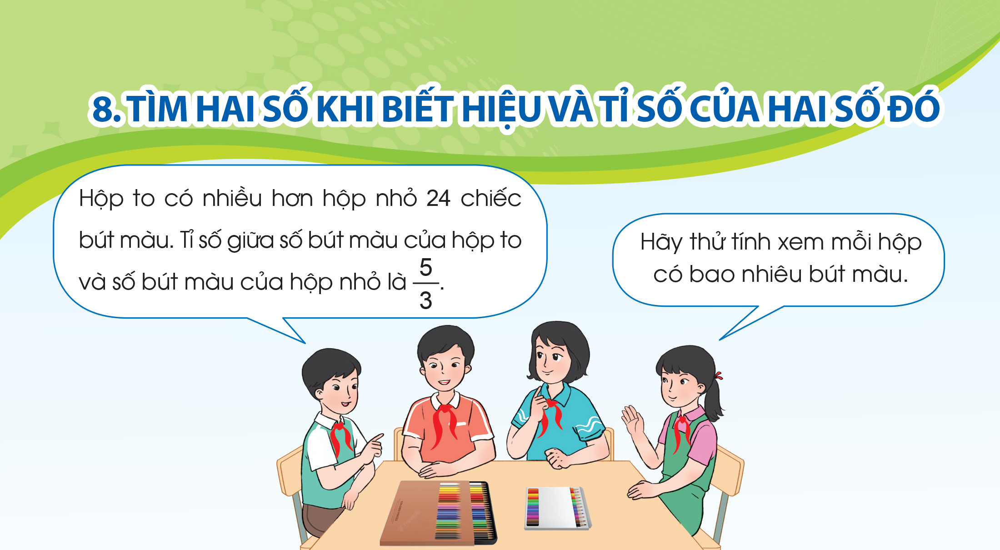 8. TÌM HAI SỐ KHI BIẾT HIỆU VÀ TỈ SỐ CỦA HAI SỐ ĐÓ
Hộp to có nhiều hơn hộp nhỏ 24 chiếc
bút màu. Tỉ số giữa số bút màu của hộp to
và số bút màu của hộp nhỏ là 5/3.
Hãy thử tính xem mỗi hộp
có bao nhiêu bút màu.